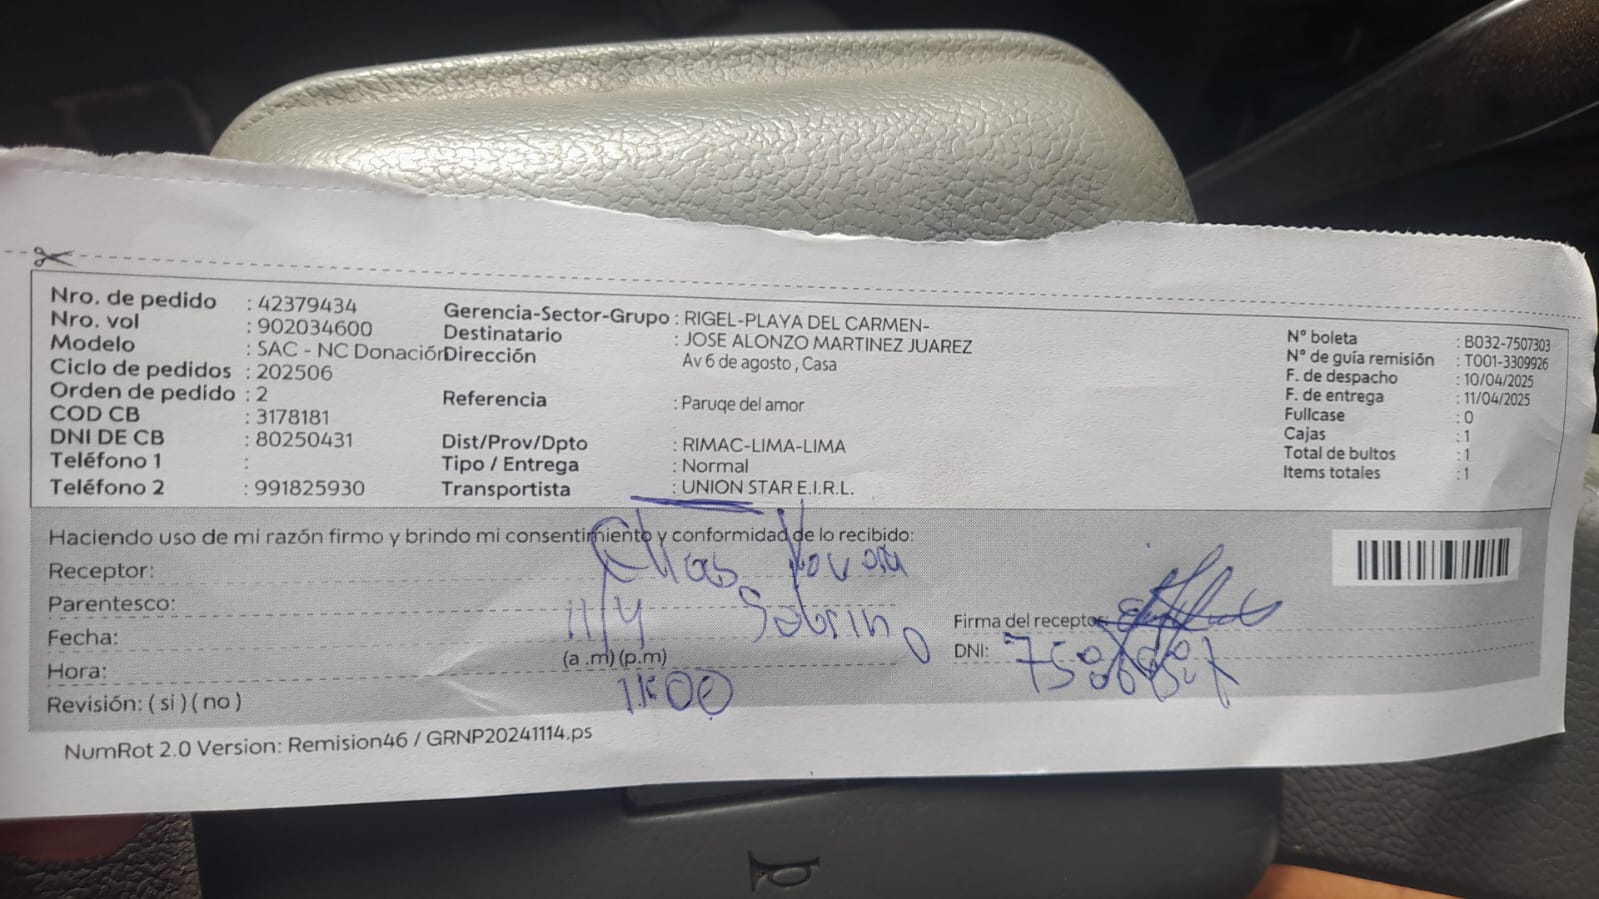 Nro. de pedido : 42379434
Nro. vol : 902034600
Modelo : SAC - NC Donación
Ciclo de pedidos : 202506
Orden de pedido : 2
COD CB : 3178181
DNI DE CB : 80250431
Teléfono 1 :
Teléfono 2 : 991825930
Gerencia-Sector-Grupo : RIGEL-PLAYA DEL CARMEN-
Destinatario : JOSE ALONZO MARTINEZ JUAREZ
Dirección Av 6 de agosto , Casa
Referencia : Paruqe del amor
Dist/Prov/Dpto : RIMAC-LIMA-LIMA
Tipo / Entrega : Normal
Transportista : UNION STAR E.I.R.L.
N° boleta : B032-7507303
N° de guía remisión : T001-3309926
F. de despacho : 10/04/2025
F. de entrega : 11/04/2025
Fullcase : 0
Cajas : 1
Total de bultos : 1
Items totales : 1
Haciendo uso de mi razón firmo y brindo mi consentimiento y conformidad de lo recibido:
Receptor:
Parentesco: Sobrino
Fecha: 11/4
Hora: (a .m) (p.m)
11:00
Revisión: ( si ) ( no )
Firma del receptor:
DNI:
NumRot 2.0 Version: Remision46 / GRNP20241114.ps